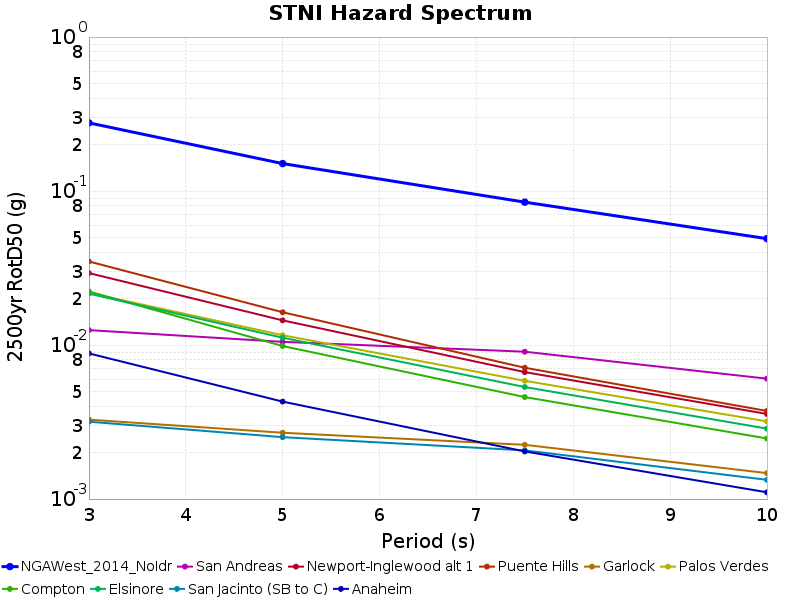 STNI Hazard Spectrum
10^0
8
5
3
2
10^-1
8
5
3
2
10^-2
8
5
3
2
10^-3
2500yr RotD50 (g)
3 4 5 6 7 8 9 10
Period (s)
NGAWest_2014_NoIdr San Andreas Newport-Inglewood alt 1 Puente Hills Garlock Palos Verdes
Compton Elsinore San Jacinto (SB to C) Anaheim